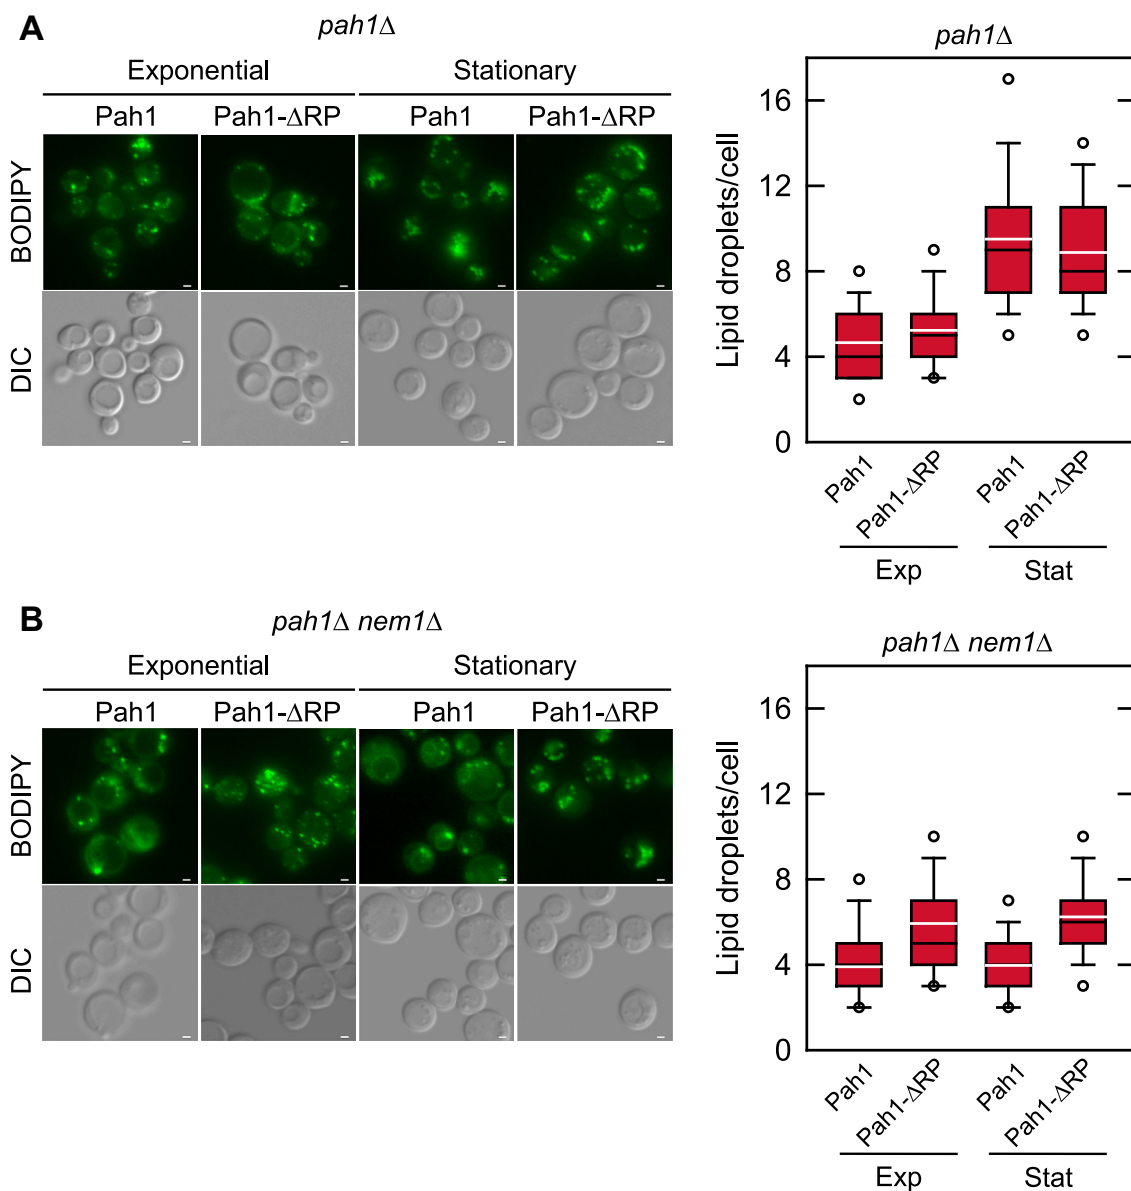 A
pah1Δ
Exponential Stationary
Pah1 Pah1-ΔRP Pah1 Pah1-ΔRP
BODIPY
DIC
pah1Δ
Lipid droplets/cell
16
12
8
4
0
Pah1 Pah1-ΔRP Pah1 Pah1-ΔRP
Exp Stat
B
pah1Δ nem1Δ
Exponential Stationary
Pah1 Pah1-ΔRP Pah1 Pah1-ΔRP
BODIPY
DIC
pah1Δ nem1Δ
Lipid droplets/cell
16
12
8
4
0
Pah1 Pah1-ΔRP Pah1 Pah1-ΔRP
Exp Stat